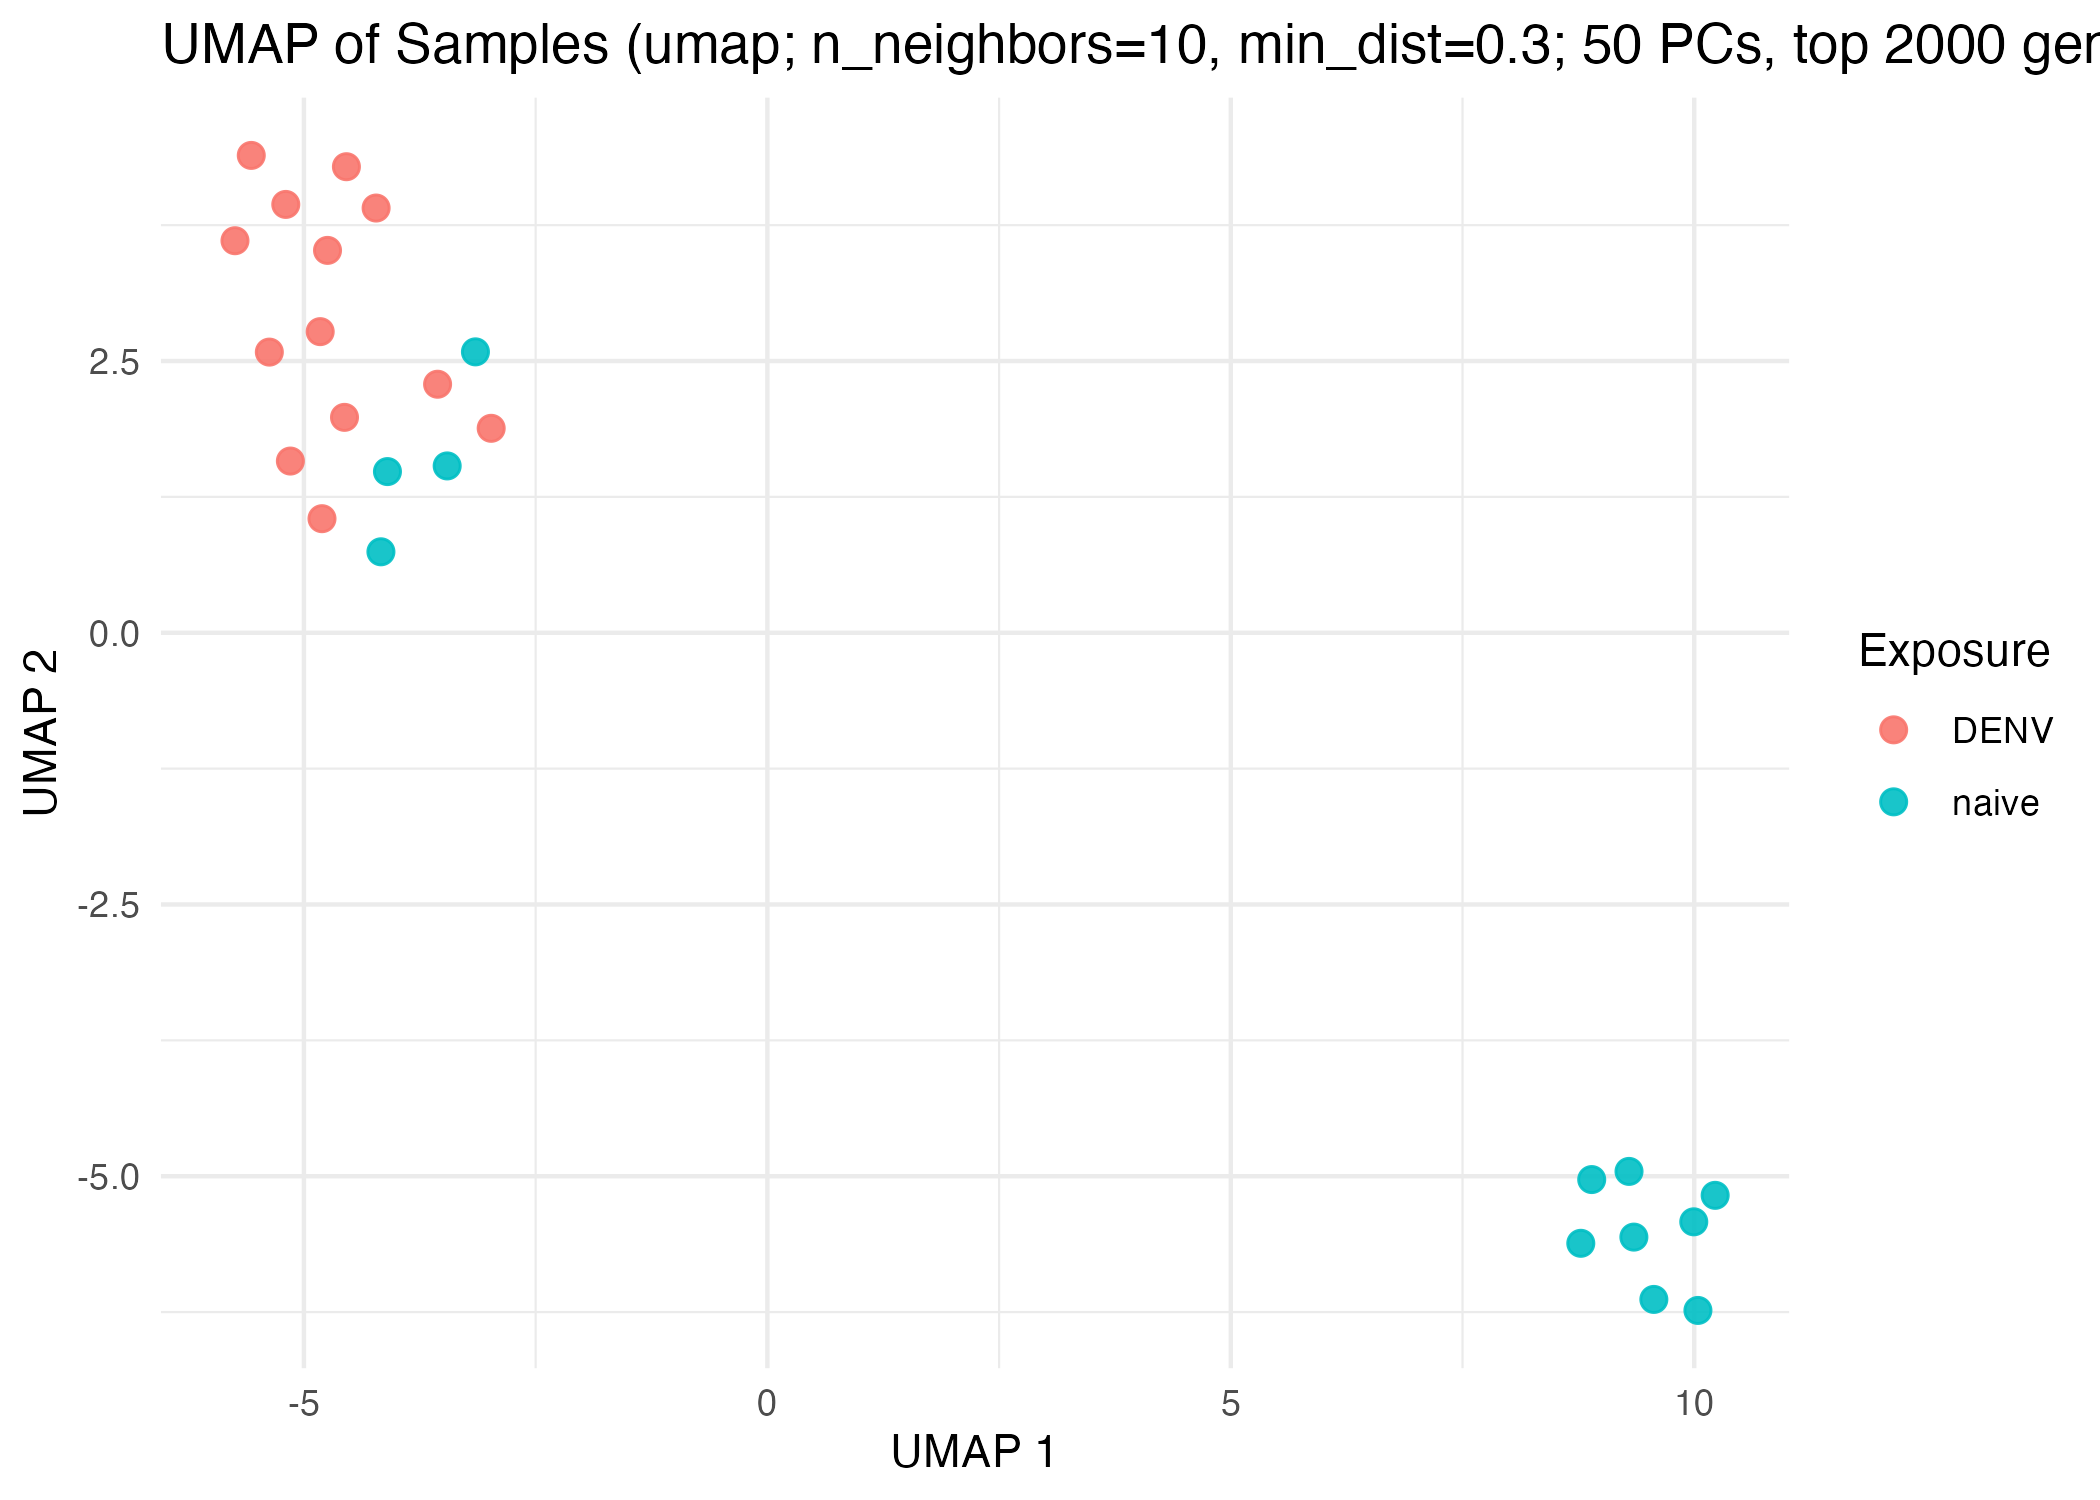 UMAP of Samples (umap; n_neighbors=10, min_dist=0.3; 50 PCs, top 2000 gen
2.5
0.0
-2.5
-5.0
UMAP 2
-5 0 5 10
UMAP 1
Exposure
DENV
naive